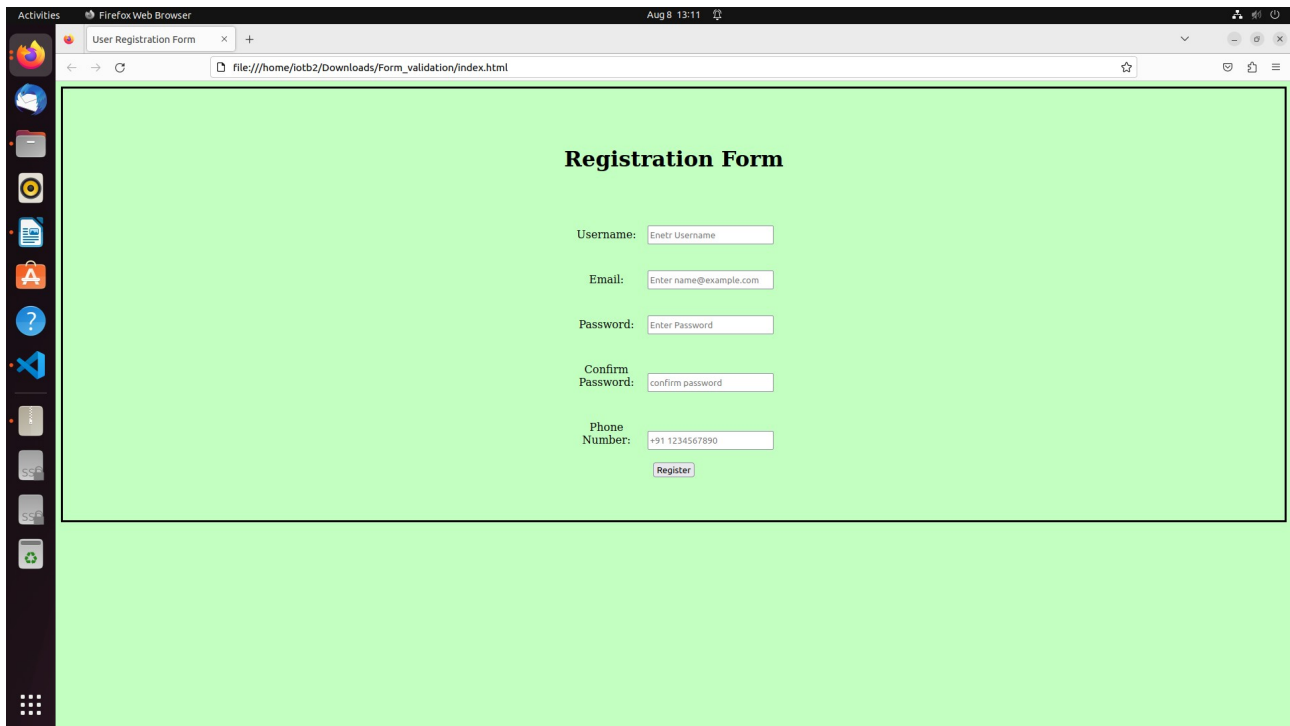 Activities Firefox Web Browser Aug 8 13:11
User Registration Form × +
file:///home/iotb2/Downloads/Form_validation/index.html
Registration Form
Username: Enetr Username
Email: Enter name@example.com
Password: Enter Password
Confirm
Password: confirm password
Phone
Number: +91 1234567890
Register